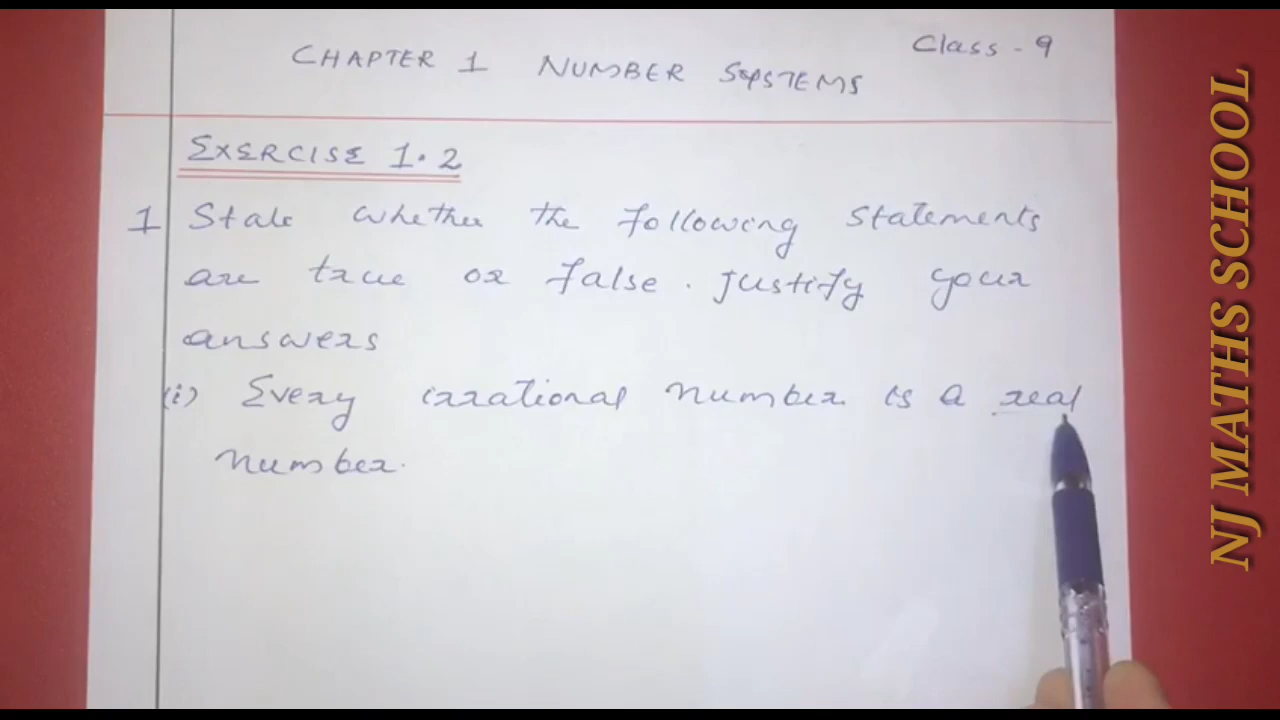 Class - 9
CHAPTER 1 NUMBER SYSTEMS
EXERCISE 1.2
1 State whether the following statements
are true or false. Justify your
answers
(i) Every irrational number is a real
number.
NJ MATHS SCHOOL